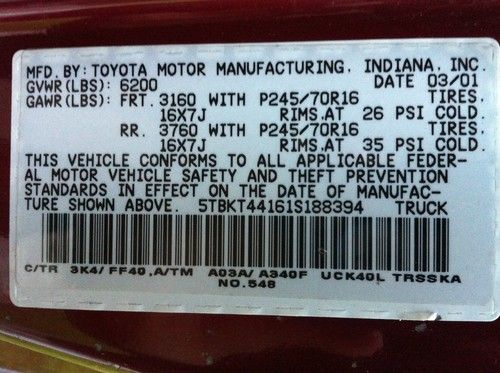 MFD. BY: TOYOTA MOTOR MANUFACTURING, INDIANA, INC.
GVWR(LBS): 6200 DATE 03/01
GAWR(LBS): FRT. 3160 WITH P245/70R16 TIRES,
16X7J RIMS,AT 26 PSI COLD.
RR. 3760 WITH P245/70R16 TIRES,
16X7J RIMS,AT 35 PSI COLD.
THIS VEHICLE CONFORMS TO ALL APPLICABLE FEDER-
AL MOTOR VEHICLE SAFETY AND THEFT PREVENTION
STANDARDS IN EFFECT ON THE DATE OF MANUFAC-
TURE SHOWN ABOVE. 5TBKT44161S188394 TRUCK
C/TR 3K4/ FF40,A/TM A03A/ A340F UCK40L TRSSKA
NO.548